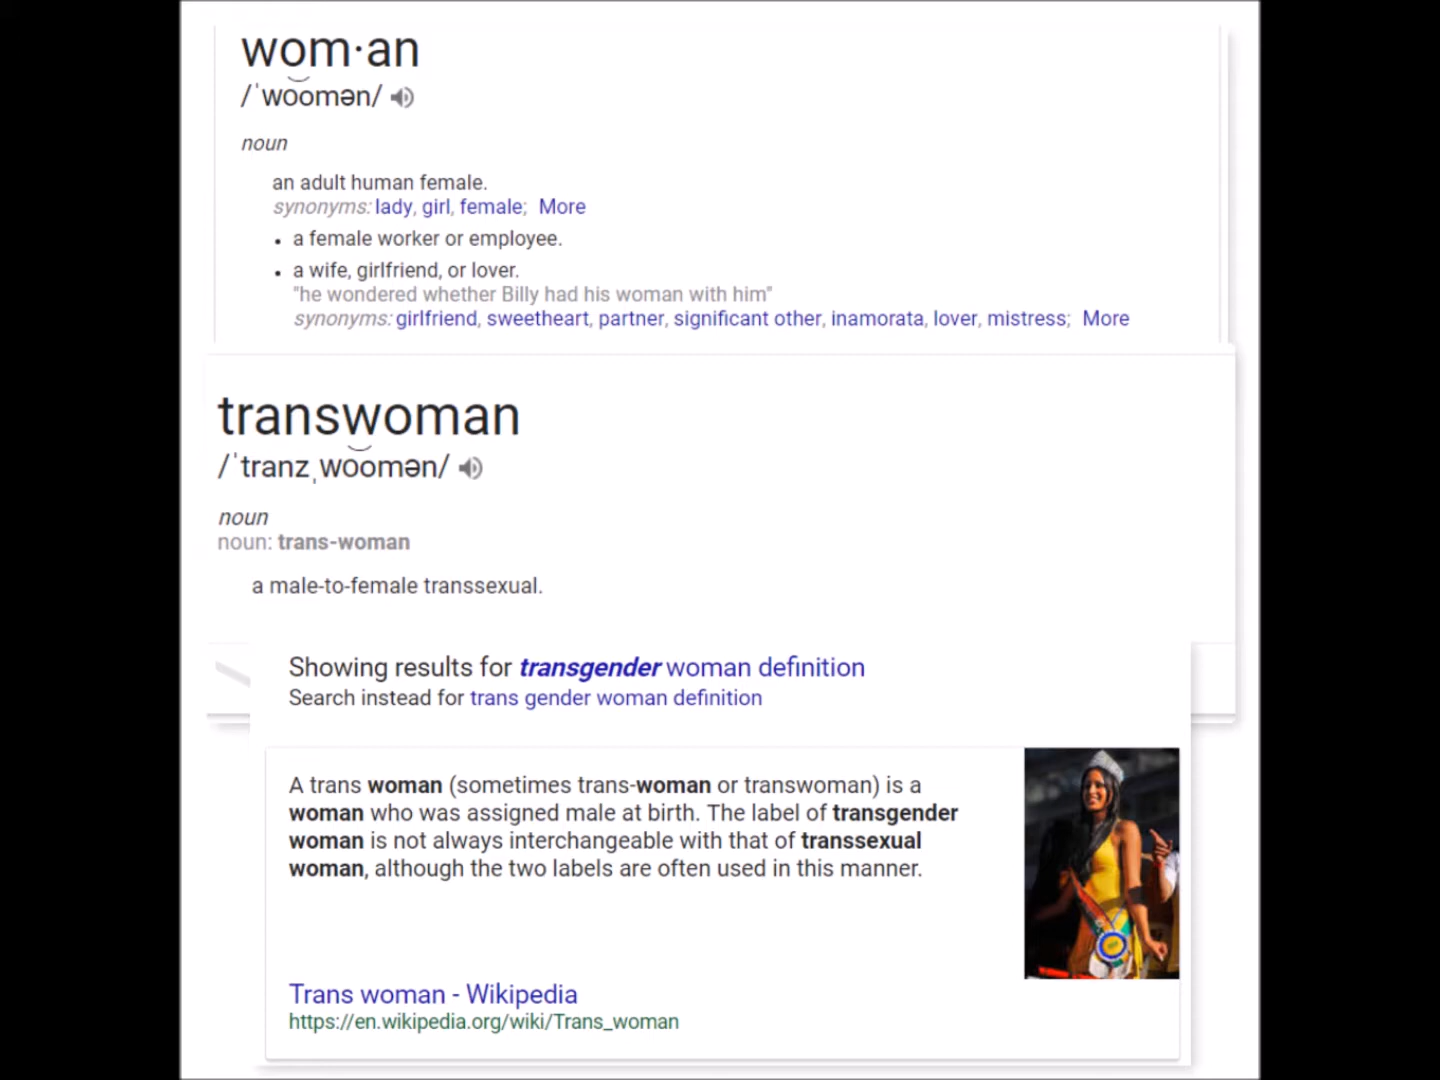 wom·an
/ˈwo͝omən/
noun
an adult human female.
synonyms: lady, girl, female; More
• a female worker or employee.
• a wife, girlfriend, or lover.
"he wondered whether Billy had his woman with him"
synonyms: girlfriend, sweetheart, partner, significant other, inamorata, lover, mistress; More
transwoman
/ˈtranzˌwo͝omən/
noun
noun: trans-woman
a male-to-female transsexual.
Showing results for transgender woman definition
Search instead for trans gender woman definition
A trans woman (sometimes trans-woman or transwoman) is a
woman who was assigned male at birth. The label of transgender
woman is not always interchangeable with that of transsexual
woman, although the two labels are often used in this manner.
Trans woman - Wikipedia
https://en.wikipedia.org/wiki/Trans_woman